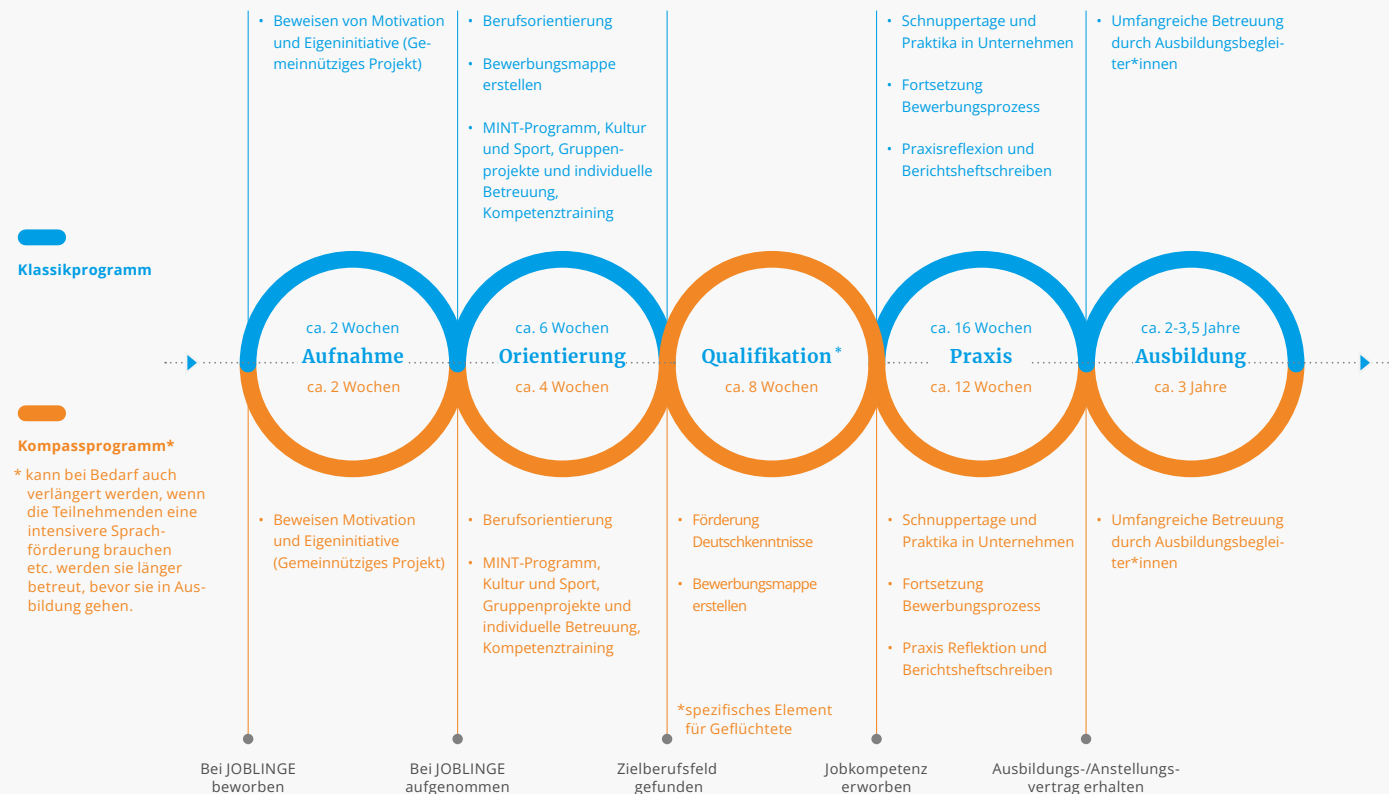 • Beweisen von Motivation
und Eigeninitiative (Ge-
meinnütziges Projekt)
• Berufsorientierung
• Bewerbungsmappe
erstellen
• MINT-Programm, Kultur
und Sport, Gruppen-
projekte und individuelle
Betreuung,
Kompetenztraining
• Schnuppertage und
Praktika in Unternehmen
• Fortsetzung
Bewerbungsprozess
• Praxisreflexion und
Berichtsheftschreiben
• Umfangreiche Betreuung
durch Ausbildungsbeglei-
ter*innen
Klassikprogramm
ca. 2 Wochen
Aufnahme
ca. 2 Wochen
ca. 6 Wochen
Orientierung
ca. 4 Wochen
Qualifikation*
ca. 8 Wochen
ca. 16 Wochen
Praxis
ca. 12 Wochen
ca. 2-3,5 Jahre
Ausbildung
ca. 3 Jahre
Kompassprogramm*
* kann bei Bedarf auch
verlängert werden, wenn
die Teilnehmenden eine
intensivere Sprach-
förderung brauchen
etc. werden sie länger
betreut, bevor sie in Aus-
bildung gehen.
• Beweisen Motivation
und Eigeninitiative
(Gemeinnütziges Projekt)
• Berufsorientierung
• MINT-Programm,
Kultur und Sport,
Gruppenprojekte und
individuelle Betreuung,
Kompetenztraining
• Förderung
Deutschkenntnisse
• Bewerbungsmappe
erstellen
*spezifisches Element
für Geflüchtete
• Schnuppertage und
Praktika in Unternehmen
• Fortsetzung
Bewerbungsprozess
• Praxis Reflektion und
Berichtsheftschreiben
• Umfangreiche Betreuung
durch Ausbildungsbeglei-
ter*innen
Bei JOBLINGE
beworben
Bei JOBLINGE
aufgenommen
Zielberufsfeld
gefunden
Jobkompetenz
erworben
Ausbildungs-/Anstellungs-
vertrag erhalten